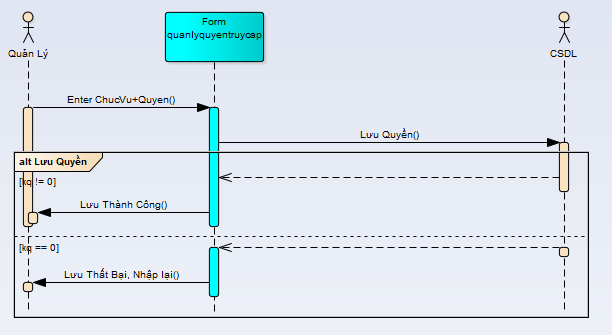 Form
quanlyquyentruycap
Quản Lý
CSDL
Enter ChucVu+Quyen()
Lưu Quyền()
alt Lưu Quyền
[kq != 0]
Lưu Thành Công()
[kq == 0]
Lưu Thất Bại, Nhập lại()